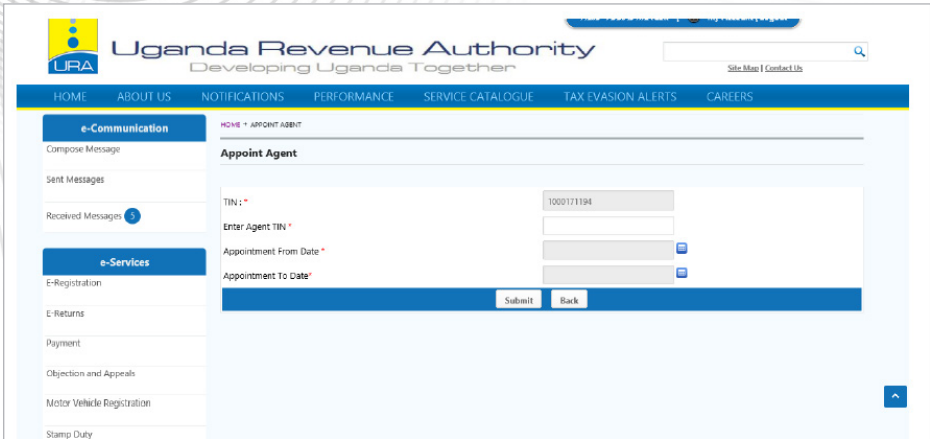 My Account | Logout
URA
Uganda Revenue Authority
Developing Uganda Together
Site Map | Contact Us
HOME ABOUT US NOTIFICATIONS PERFORMANCE SERVICE CATALOGUE TAX EVASION ALERTS CAREERS
e-Communication
Compose Message
Sent Messages
Received Messages 5
e-Services
E-Registration
E-Returns
Payment
Objection and Appeals
Motor Vehicle Registration
Stamp Duty
HOME → APPOINT AGENT
Appoint Agent
TIN : * 1000171194
Enter Agent TIN *
Appointment From Date *
Appointment To Date*
Submit Back